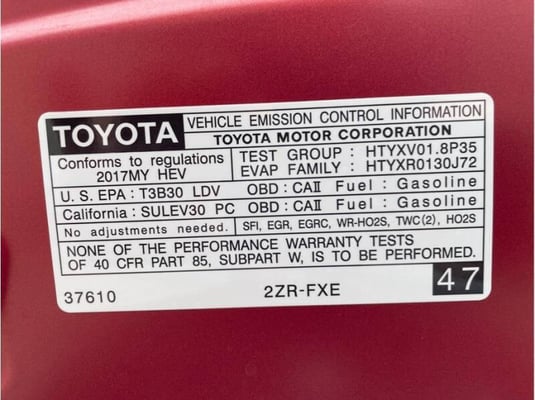 TOYOTA VEHICLE EMISSION CONTROL INFORMATION
TOYOTA MOTOR CORPORATION
Conforms to regulations
2017MY HEV
TEST GROUP : HTYXV01.8P35
EVAP FAMILY : HTYXR0130J72
U.S. EPA : T3B30 LDV OBD : CAII Fuel : Gasoline
California : SULEV30 PC OBD : CAII Fuel : Gasoline
No adjustments needed. SFI, EGR, EGRC, WR-HO2S, TWC(2), HO2S
NONE OF THE PERFORMANCE WARRANTY TESTS
OF 40 CFR PART 85, SUBPART W, IS TO BE PERFORMED.
37610 2ZR-FXE 47